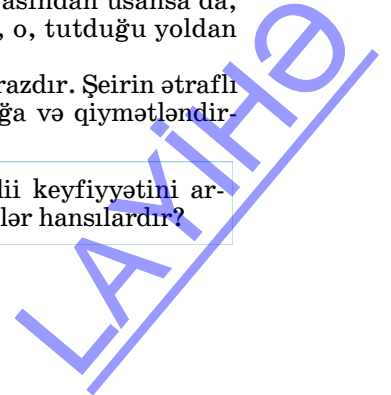 asından usansa da,
, o, tutduğu yoldan
razdır. Şeirin ətraflı
ğa və qiymətləndir-
lii keyfiyyətini ar-
lər hansılardır?
LAYİHƏ